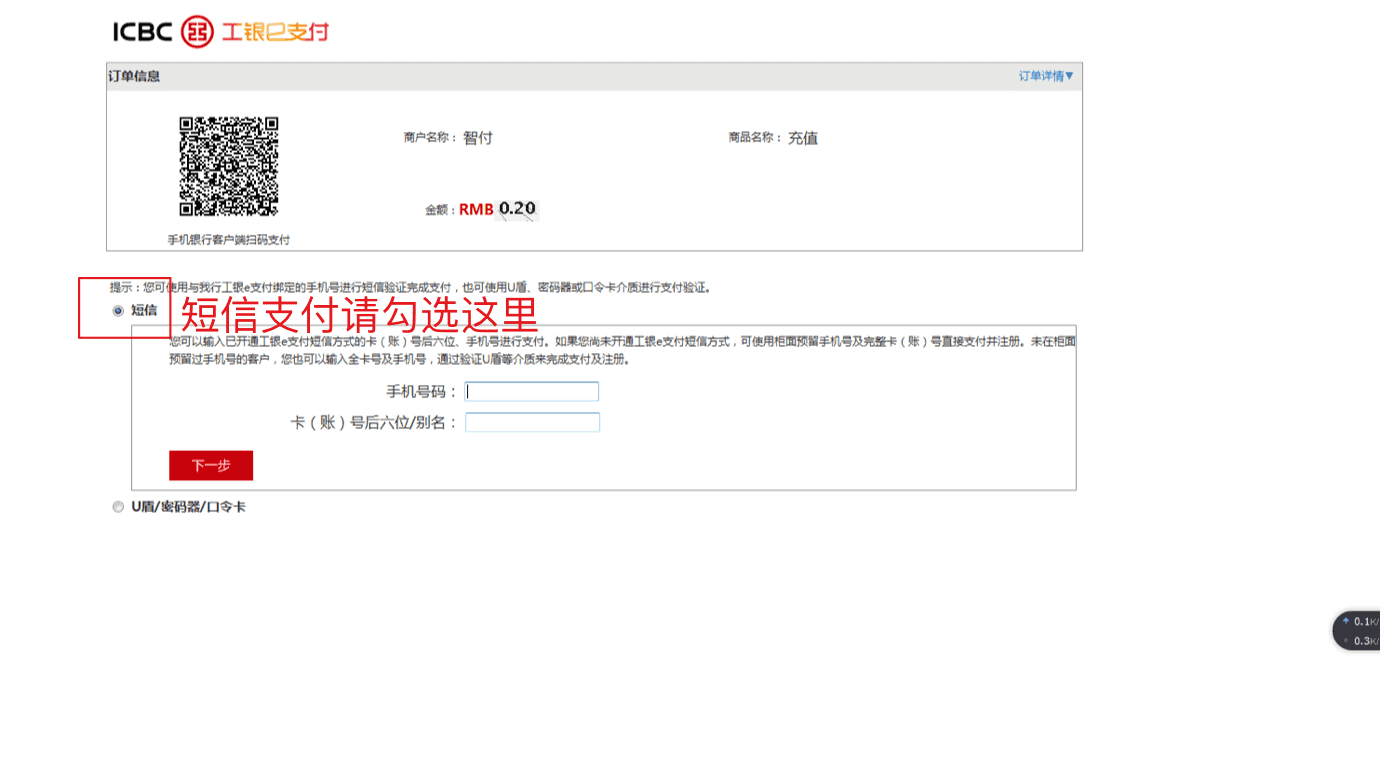 ICBC 工银e支付
订单信息 订单详情▼
商户名称： 智付 商品名称： 充值
金额：RMB 0.20
手机银行客户端扫码支付
提示：您可使用与我行工银e支付绑定的手机号进行短信验证完成支付，也可使用U盾、密码器或口令卡介质进行支付验证。
短信 短信支付请勾选这里
您可以输入已开通工银e支付短信方式的卡（账）号后六位、手机号进行支付。如果您尚未开通工银e支付短信方式，可使用柜面预留手机号及完整卡（账）号直接支付并注册。未在柜面
预留过手机号的客户，您也可以输入全卡号及手机号，通过验证U盾等介质来完成支付及注册。
手机号码：
卡（账）号后六位/别名：
下一步
U盾/密码器/口令卡
0.1K/
0.3K/